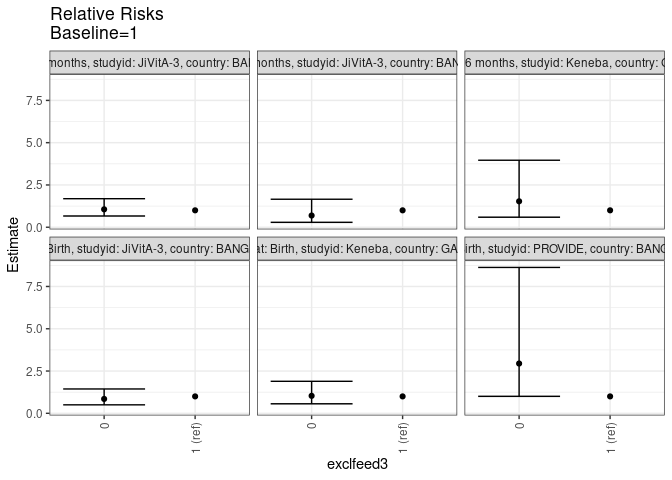 Relative Risks
Baseline=1
months, studyid: JiVitA-3, country: BAN
months, studyid: JiVitA-3, country: BAN
6 months, studyid: Keneba, country: G
7.5
5.0
2.5
0.0
Estimate
Birth, studyid: JiVitA-3, country: BANG
at: Birth, studyid: Keneba, country: GA
Birth, studyid: PROVIDE, country: BANG
7.5
5.0
2.5
0.0
0
1 (ref)
0
1 (ref)
0
1 (ref)
exclfeed3